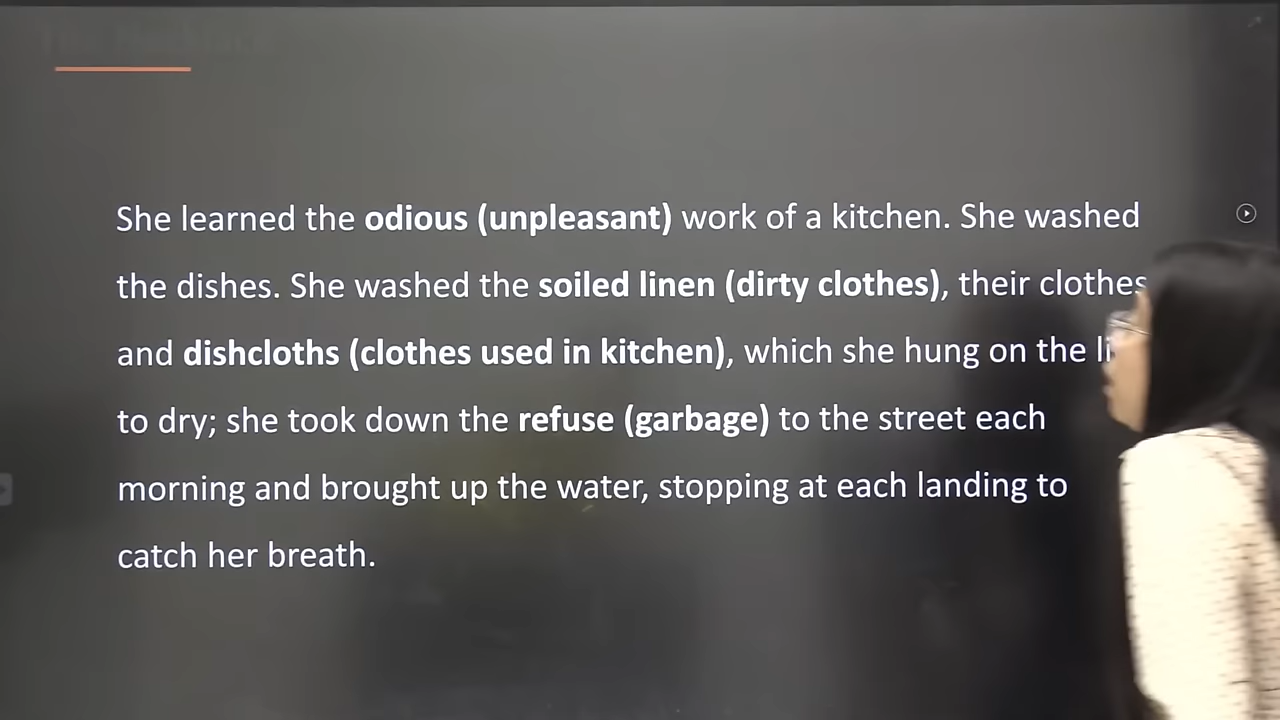 She learned the odious (unpleasant) work of a kitchen. She washed
the dishes. She washed the soiled linen (dirty clothes), their clothes
and dishcloths (clothes used in kitchen), which she hung on the
to dry; she took down the refuse (garbage) to the street each
morning and brought up the water, stopping at each landing to
catch her breath.